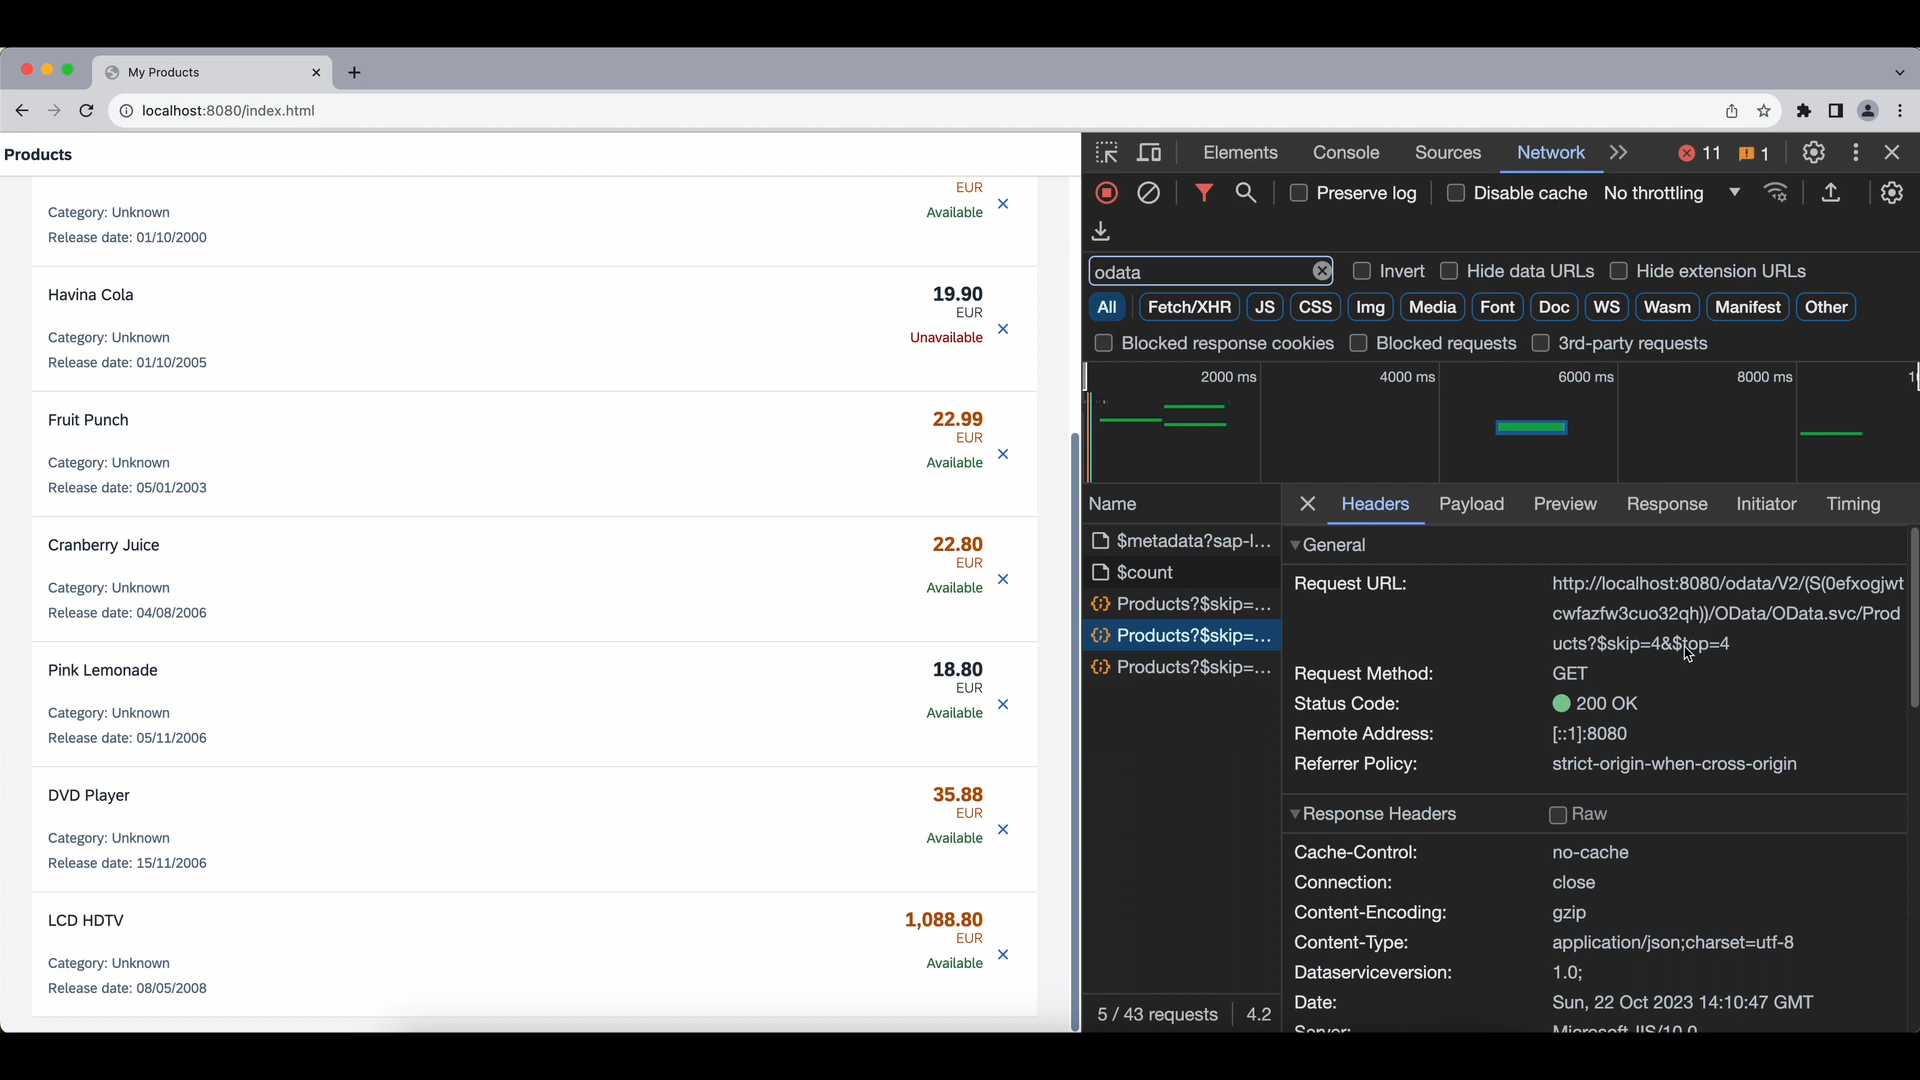 My Products
localhost:8080/index.html
Products
EUR
Category: Unknown
Available
Release date: 01/10/2000
Havina Cola
19.90
EUR
Category: Unknown
Unavailable
Release date: 01/10/2005
Fruit Punch
22.99
EUR
Category: Unknown
Available
Release date: 05/01/2003
Cranberry Juice
22.80
EUR
Category: Unknown
Available
Release date: 04/08/2006
Pink Lemonade
18.80
EUR
Category: Unknown
Available
Release date: 05/11/2006
DVD Player
35.88
EUR
Category: Unknown
Available
Release date: 15/11/2006
LCD HDTV
1,088.80
EUR
Category: Unknown
Available
Release date: 08/05/2008
Elements Console Sources Network 11 1
Preserve log Disable cache No throttling
odata Invert Hide data URLs Hide extension URLs
All Fetch/XHR JS CSS Img Media Font Doc WS Wasm Manifest Other
Blocked response cookies Blocked requests 3rd-party requests
2000 ms 4000 ms 6000 ms 8000 ms
Name
$metadata?sap-l...
$count
Products?$skip=...
Products?$skip=...
Products?$skip=...
5 / 43 requests 4.2
Headers Payload Preview Response Initiator Timing
General
Request URL: http://localhost:8080/odata/V2/(S(0efxogjwt
cwfazfw3cuo32qh))/OData/OData.svc/Prod
ucts?$skip=4&$top=4
Request Method: GET
Status Code: 200 OK
Remote Address: [::1]:8080
Referrer Policy: strict-origin-when-cross-origin
Response Headers Raw
Cache-Control: no-cache
Connection: close
Content-Encoding: gzip
Content-Type: application/json;charset=utf-8
Dataserviceversion: 1.0;
Date: Sun, 22 Oct 2023 14:10:47 GMT
Server: Microsoft-IIS/10.0